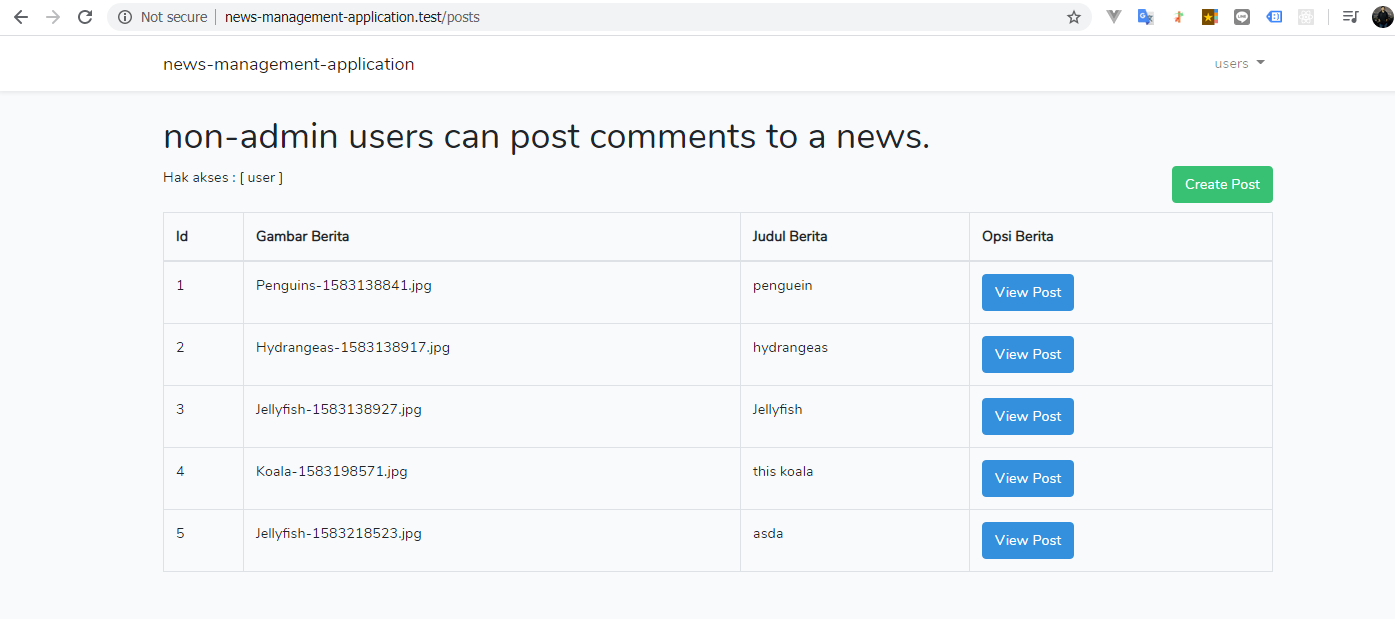 Not secure | news-management-application.test/posts
news-management-application users
non-admin users can post comments to a news.
Hak akses : [ user ]
Create Post
Id Gambar Berita Judul Berita Opsi Berita
1 Penguins-1583138841.jpg penguein View Post
2 Hydrangeas-1583138917.jpg hydrangeas View Post
3 Jellyfish-1583138927.jpg Jellyfish View Post
4 Koala-1583198571.jpg this koala View Post
5 Jellyfish-1583218523.jpg asda View Post